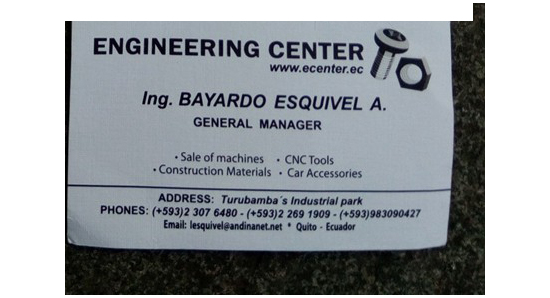 ENGINEERING CENTER
www.ecenter.ec
Ing. BAYARDO ESQUIVEL A.
GENERAL MANAGER
• Sale of machines • CNC Tools
• Construction Materials • Car Accessories
ADDRESS: Turubamba´s Industrial park
PHONES: (+593)2 307 6480 - (+593)2 269 1909 - (+593)983090427
Email: lesquivel@andinanet.net * Quito - Ecuador